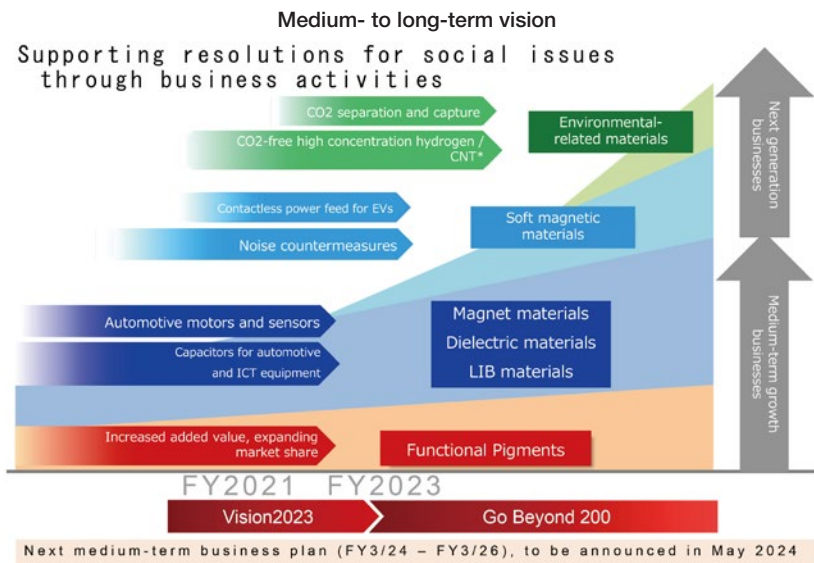 Medium- to long-term vision
Supporting resolutions for social issues
through business activities
CO2 separation and capture
CO2-free high concentration hydrogen /
CNT*
Environmental-
related materials
Next generation
businesses
Contactless power feed for EVs
Noise countermeasures
Soft magnetic
materials
Automotive motors and sensors
Capacitors for automotive
and ICT equipment
Magnet materials
Dielectric materials
LIB materials
Medium-term growth
businesses
Increased added value, expanding
market share
Functional Pigments
FY2021 FY2023
Vision2023
Go Beyond 200
Next medium-term business plan (FY3/24 – FY3/26), to be announced in May 2024